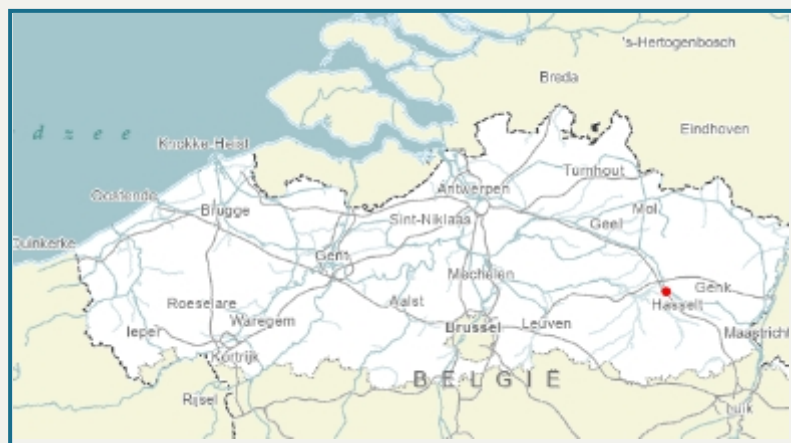 's-Hertogenbosch
Breda
d z e e
Eindhoven
Knokke-Heist
Turnhout
Oostende
Antwerpen
Brugge
Mol
Sint-Niklaas
Geel
Duinkerke
Gent
Mechelen
Genk
Roeselare
Aalst
Hasselt
Waregem
Ieper
Brussel
Leuven
Maastricht
Kortrijk
BELGIË
Rijsel
Luik